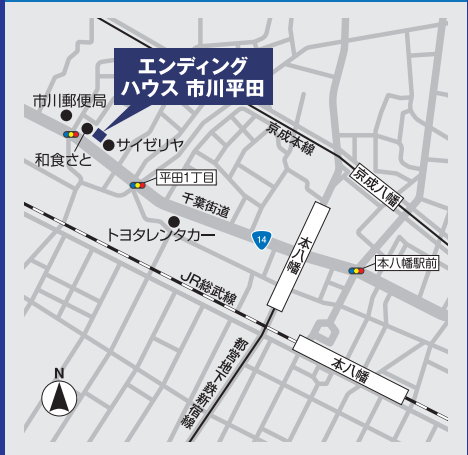 エンディング
ハウス 市川平田
市川郵便局
サイゼリヤ
和食さと
京成本線
京成八幡
平田1丁目
千葉街道
トヨタレンタカー
14
本八幡
本八幡駅前
JR総武線
本八幡
都営地下鉄新宿線
N